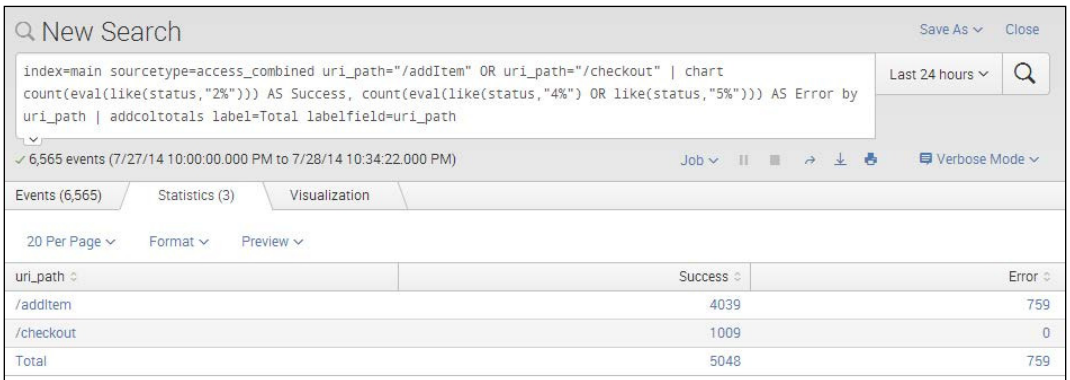 New Search
Save As Close
index=main sourcetype=access_combined uri_path="/addItem" OR uri_path="/checkout" | chart
count(eval(like(status,"2%"))) AS Success, count(eval(like(status,"4%") OR like(status,"5%"))) AS Error by
uri_path | addcoltotals label=Total labelfield=uri_path
Last 24 hours
6,565 events (7/27/14 10:00:00.000 PM to 7/28/14 10:34:22.000 PM)
Job Verbose Mode
Events (6,565) Statistics (3) Visualization
20 Per Page Format Preview
uri_path Success Error
/addItem 4039 759
/checkout 1009 0
Total 5048 759